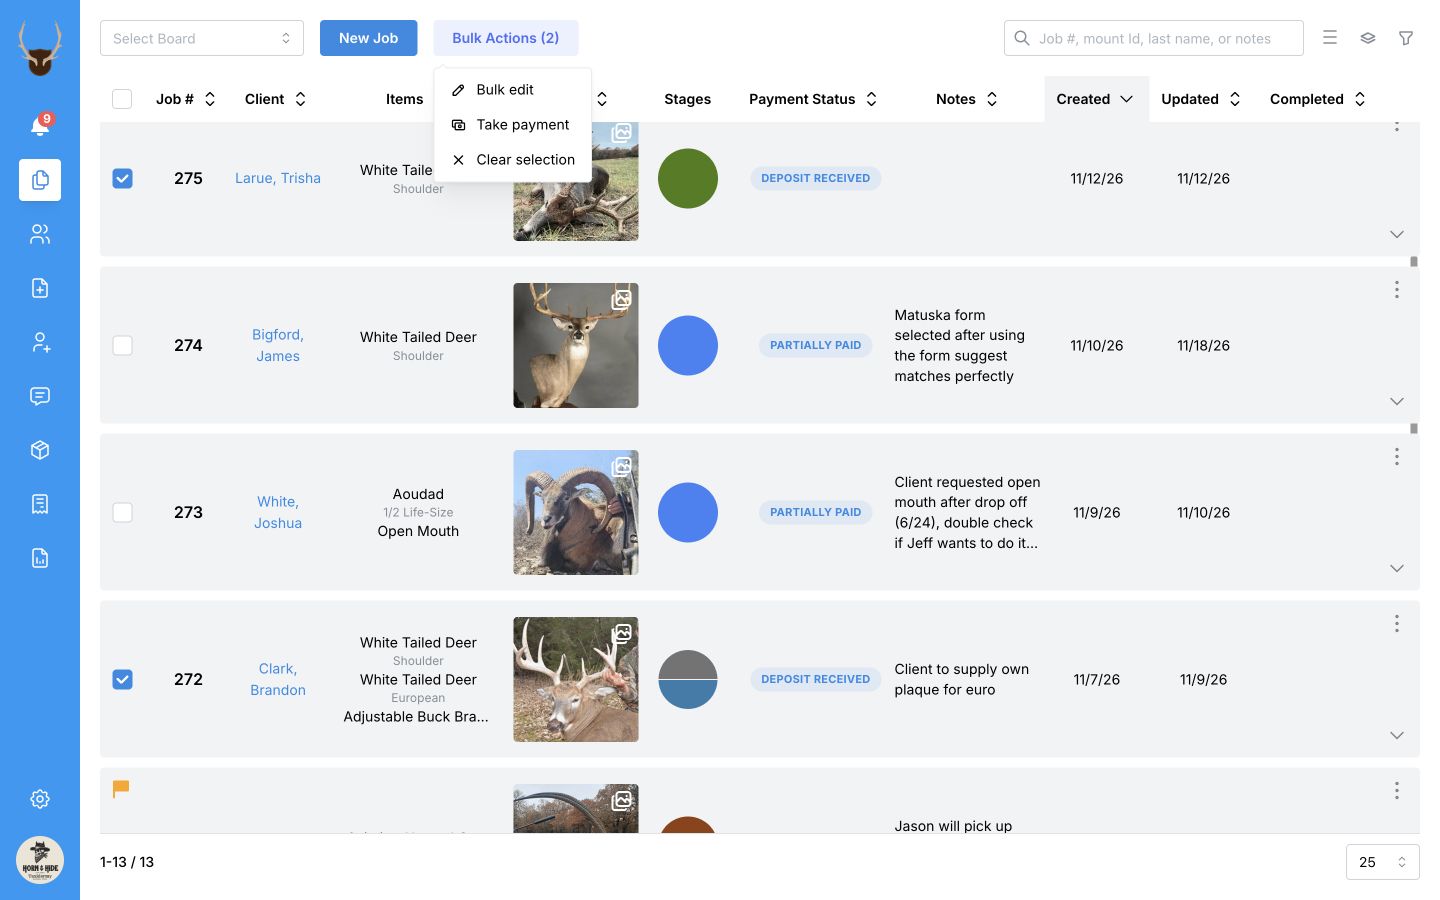 Select Board
New Job
Bulk Actions (2)
Job #, mount Id, last name, or notes
9
Bulk edit
Take payment
Clear selection
Job #
Client
Items
Stages
Payment Status
Notes
Created
Updated
Completed
275
Larue, Trisha
White Taile
Shoulder
DEPOSIT RECEIVED
11/12/26
11/12/26
274
Bigford,
James
White Tailed Deer
Shoulder
PARTIALLY PAID
Matuska form
selected after using
the form suggest
matches perfectly
11/10/26
11/18/26
273
White,
Joshua
Aoudad
1/2 Life-Size
Open Mouth
PARTIALLY PAID
Client requested open
mouth after drop off
(6/24), double check
if Jeff wants to do it...
11/9/26
11/10/26
272
Clark,
Brandon
White Tailed Deer
Shoulder
White Tailed Deer
European
Adjustable Buck Bra...
DEPOSIT RECEIVED
Client to supply own
plaque for euro
11/7/26
11/9/26
Jason will pick up
HORN & HIDE
1-13 / 13
25